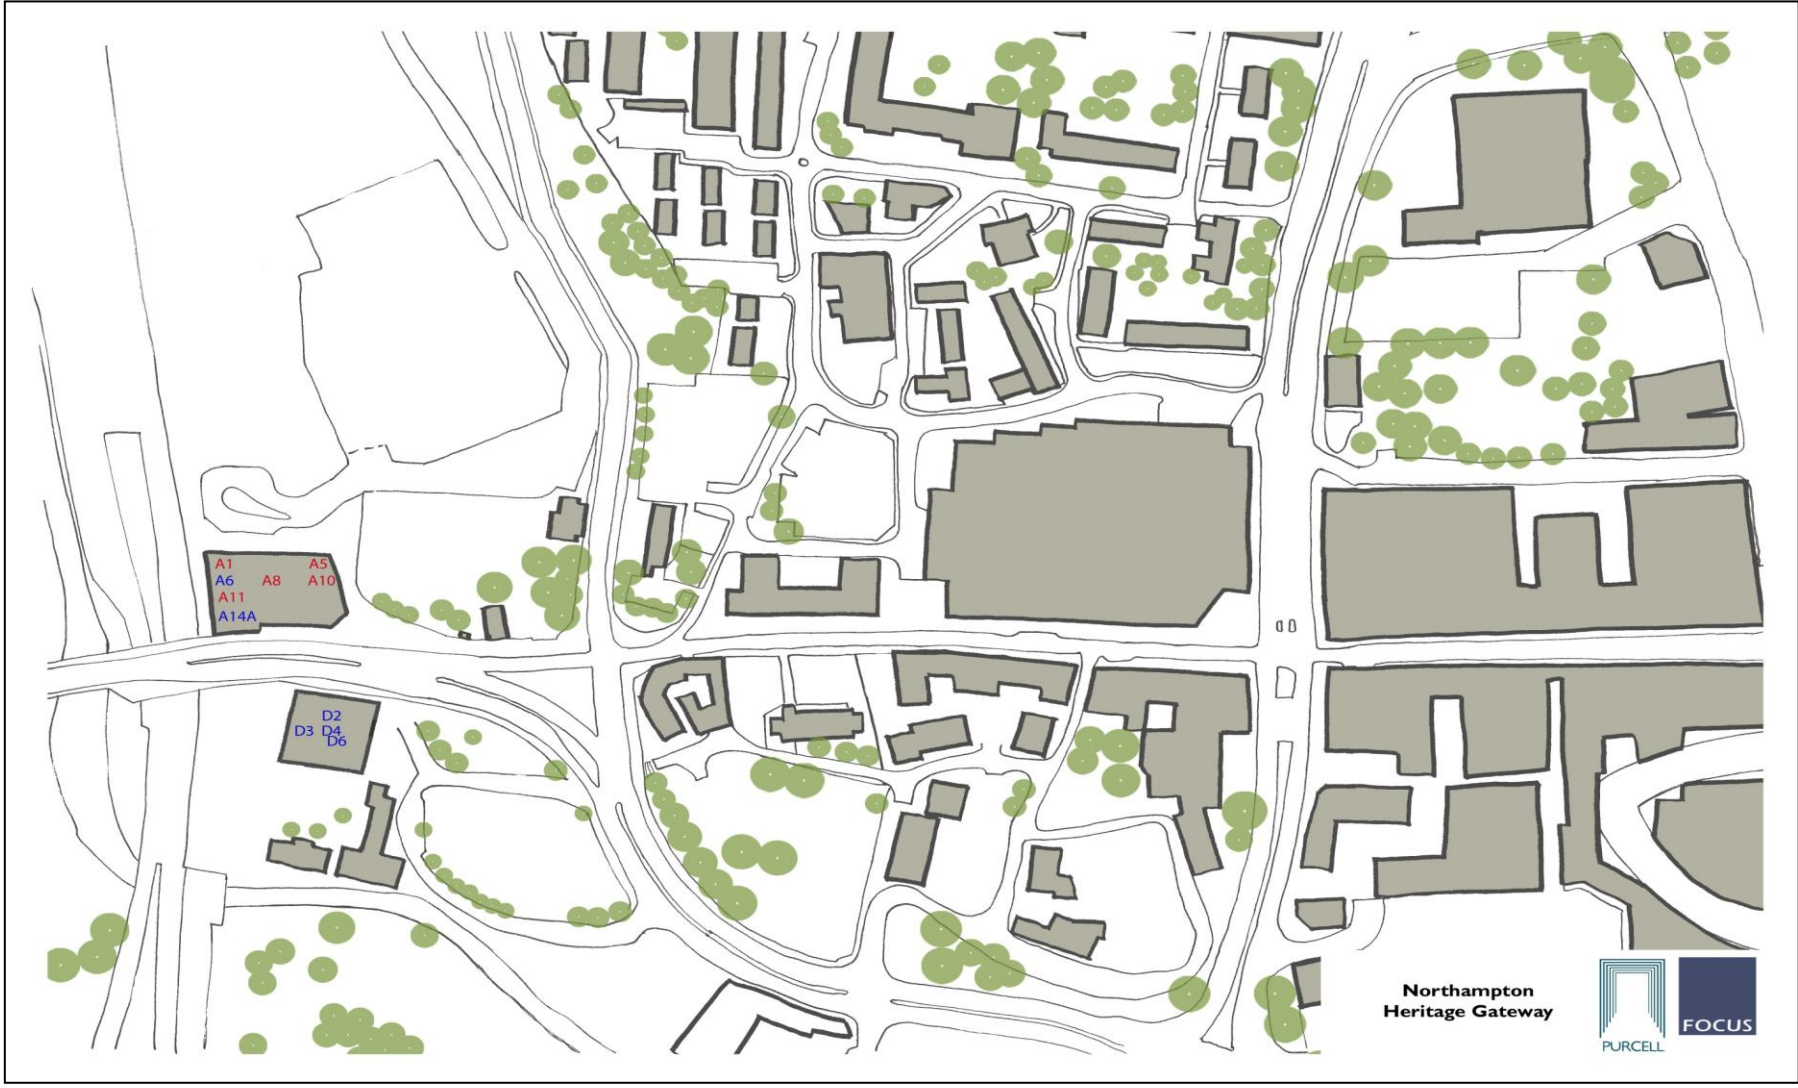 A1 A5
A6 A8 A10
A11
A14A
D2
D3 D4
D6
Northampton
Heritage Gateway
PURCELL
FOCUS